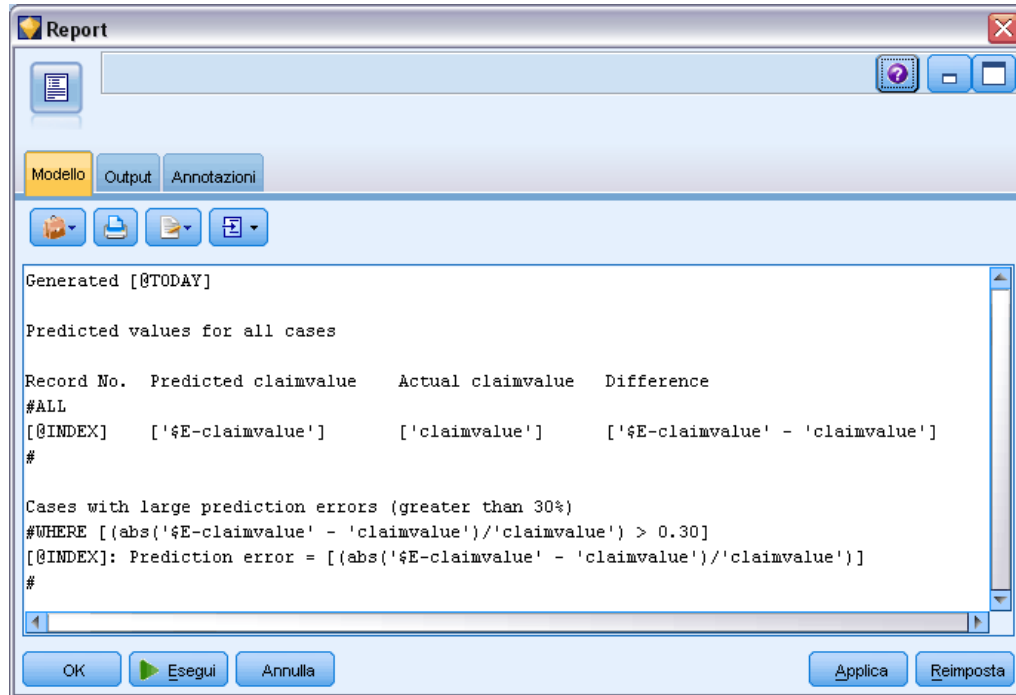 Report
Modello Output Annotazioni
Generated [@TODAY]
Predicted values for all cases
Record No. Predicted claimvalue Actual claimvalue Difference
#ALL
[@INDEX] ['$E-claimvalue'] ['claimvalue'] ['$E-claimvalue' - 'claimvalue']
#
Cases with large prediction errors (greater than 30%)
#WHERE [(abs('$E-claimvalue' - 'claimvalue')/'claimvalue') > 0.30]
[@INDEX]: Prediction error = [(abs('$E-claimvalue' - 'claimvalue')/'claimvalue')]
#
OK Esegui Annulla Applica Reimposta